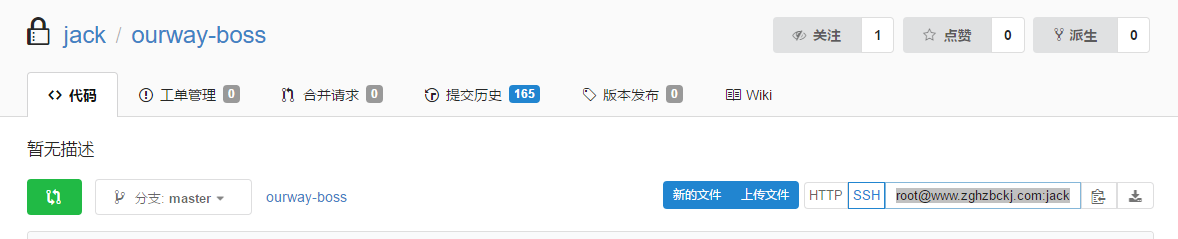 jack / ourway-boss
关注 1 点赞 0 派生 0
代码 工单管理 0 合并请求 0 提交历史 165 版本发布 0 Wiki
暂无描述
分支: master ourway-boss 新的文件 上传文件 HTTP SSH root@www.zghzbckj.com:jack